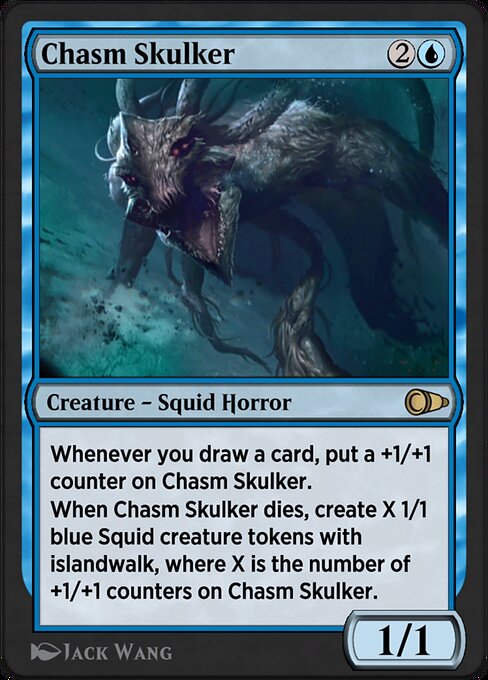 Chasm Skulker 2
Creature – Squid Horror
Whenever you draw a card, put a +1/+1
counter on Chasm Skulker.
When Chasm Skulker dies, create X 1/1
blue Squid creature tokens with
islandwalk, where X is the number of
+1/+1 counters on Chasm Skulker.
1/1
Jack Wang